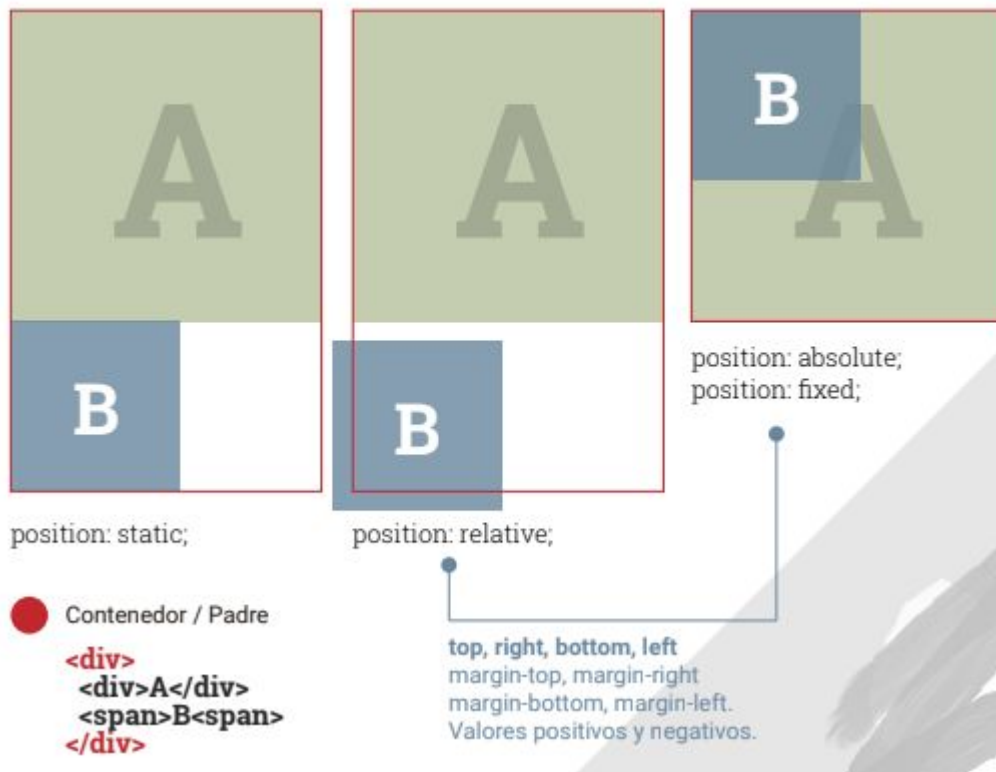 A
B
position: static;
A
B
position: relative;
B
A
position: absolute;
position: fixed;
Contenedor / Padre
<div>
<div>A</div>
<span>B<span>
</div>
top, right, bottom, left
margin-top, margin-right
margin-bottom, margin-left.
Valores positivos y negativos.